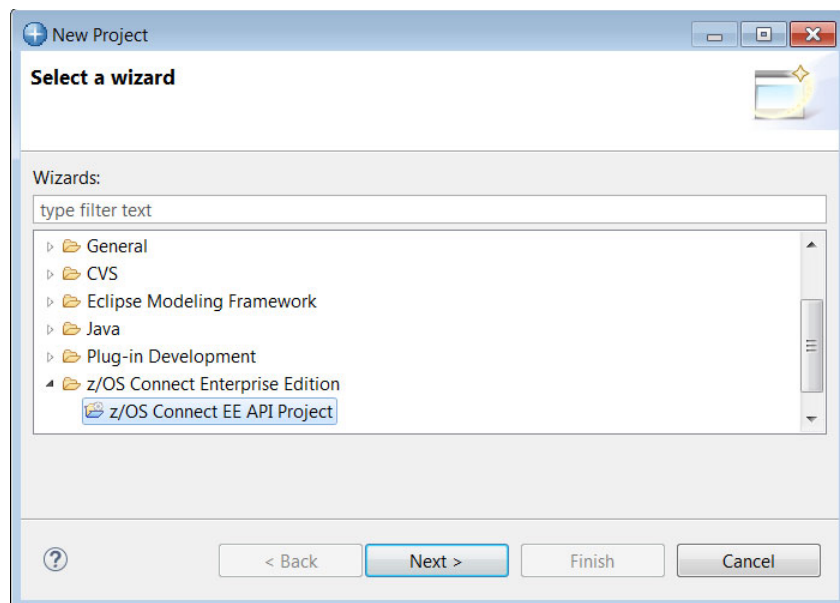 New Project
Select a wizard
Wizards:
type filter text
General
CVS
Eclipse Modeling Framework
Java
Plug-in Development
z/OS Connect Enterprise Edition
z/OS Connect EE API Project
? < Back Next > Finish Cancel